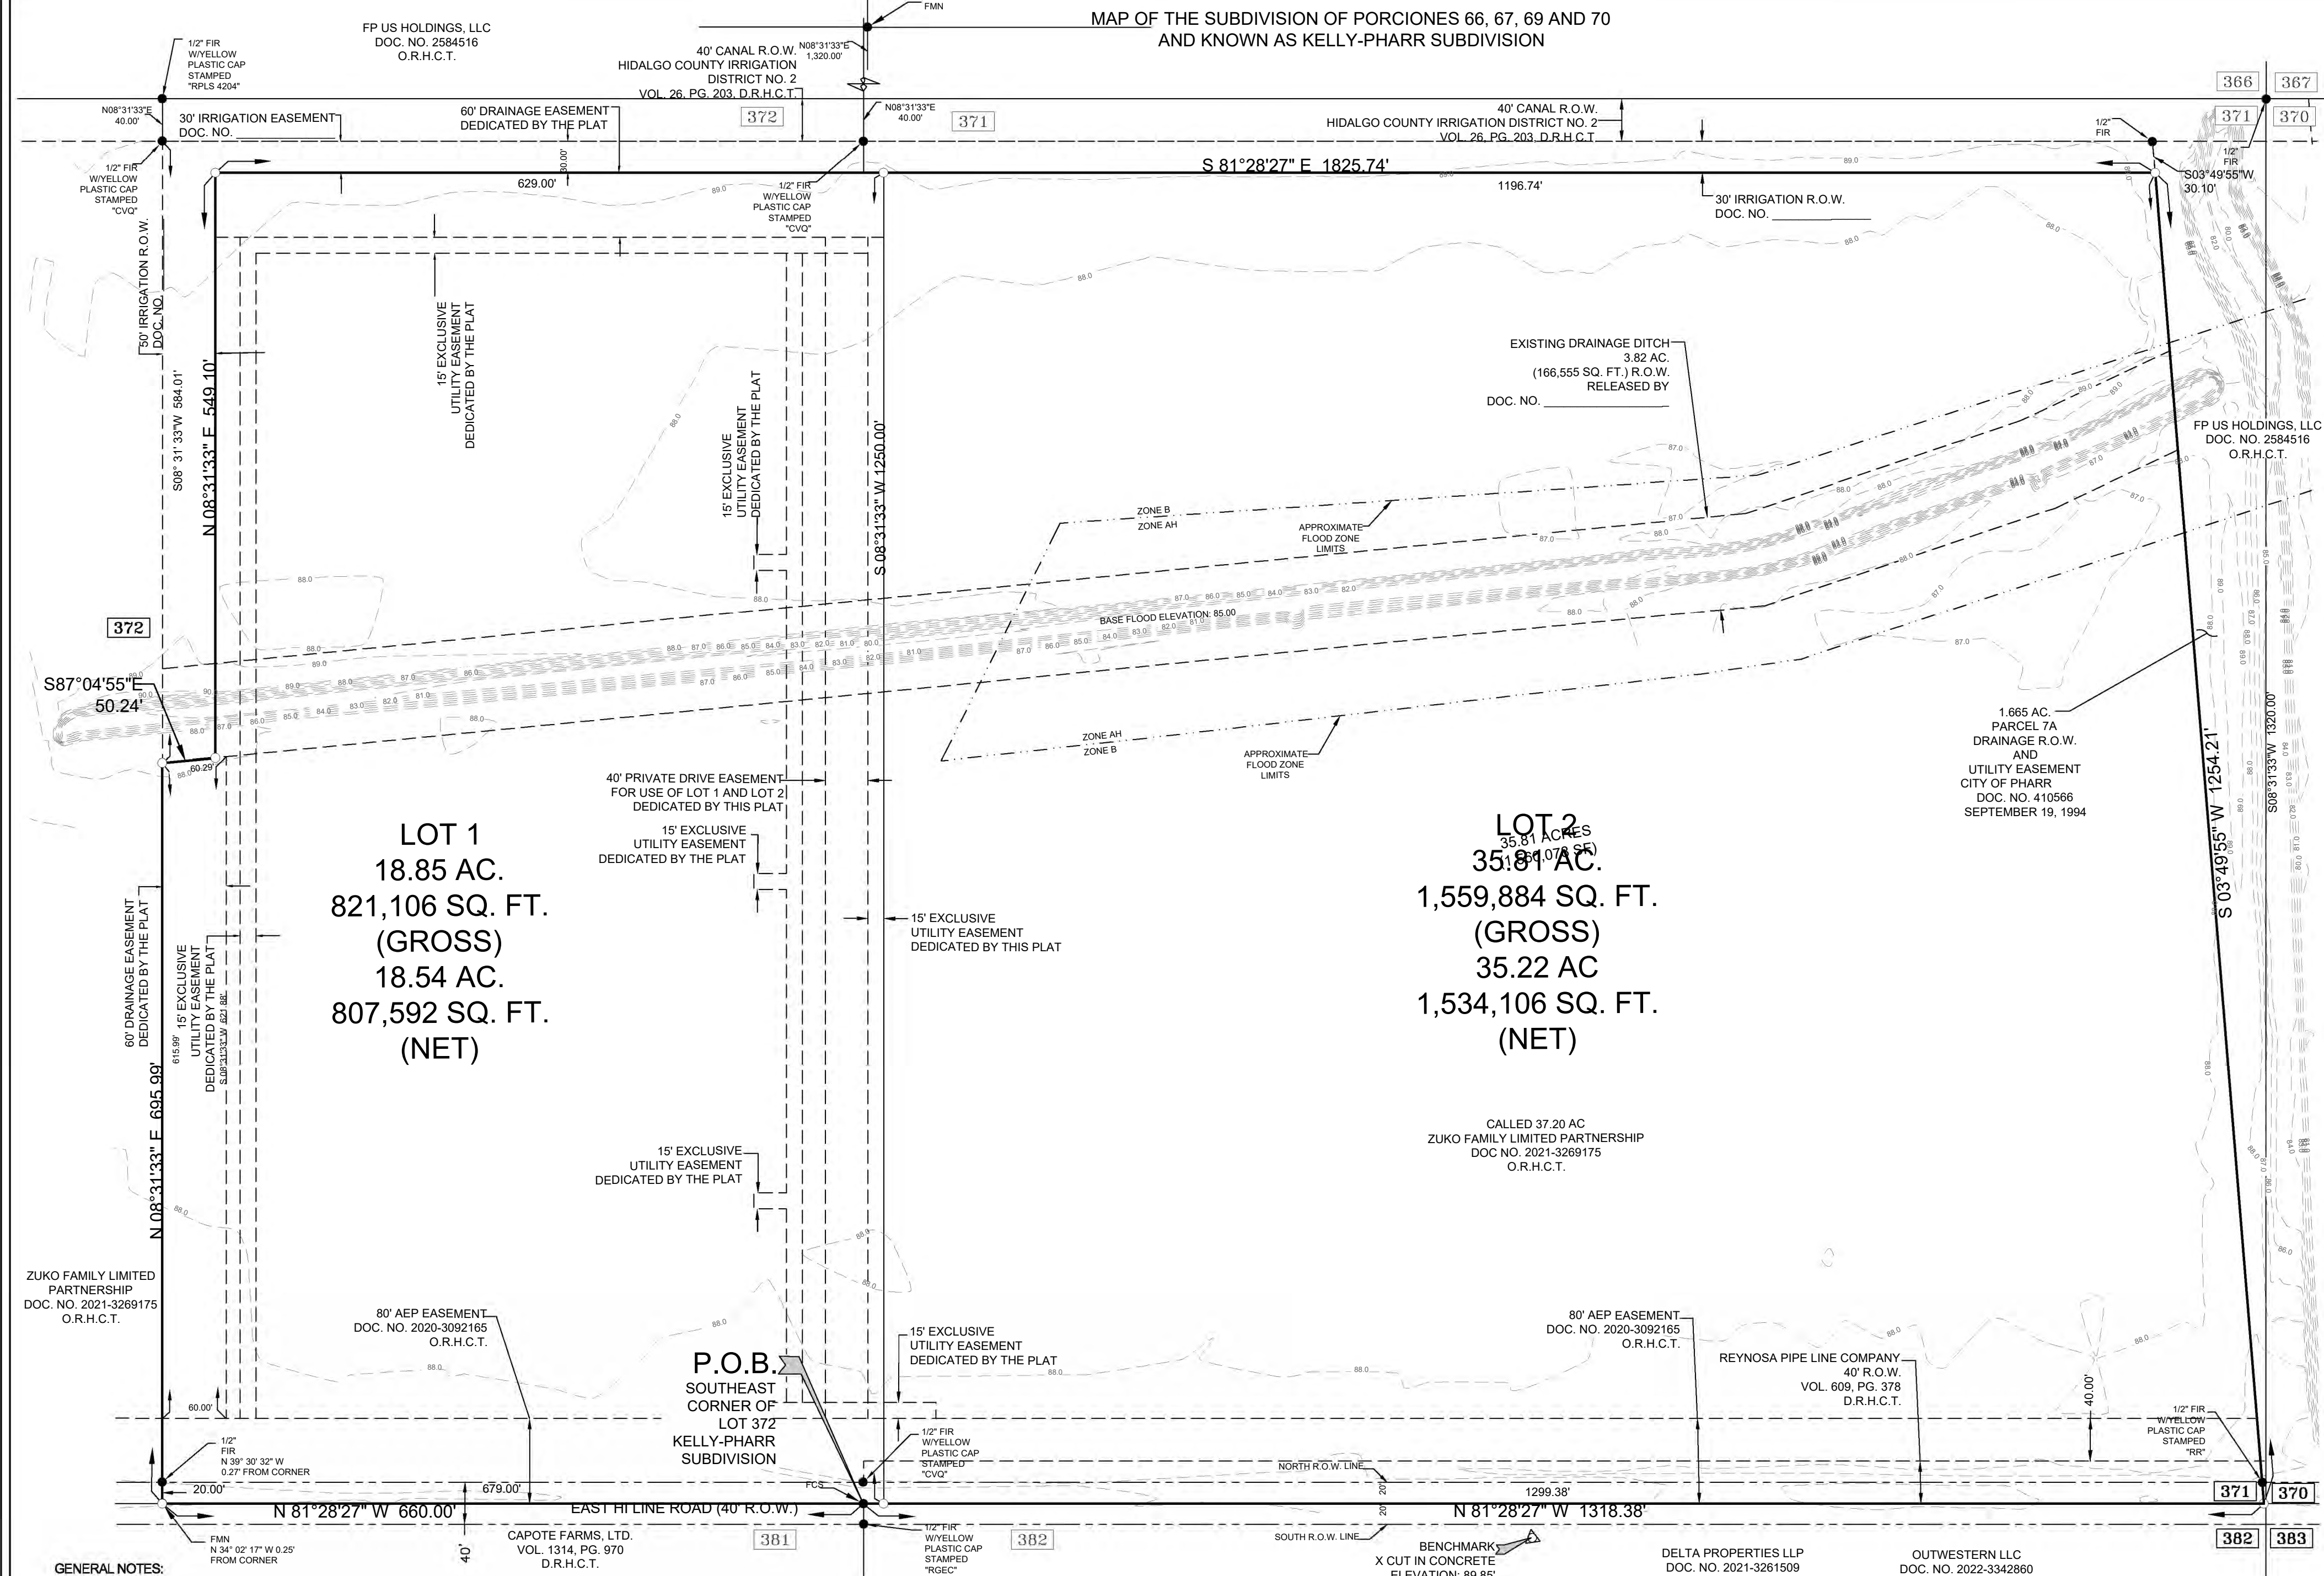 MAP OF THE SUBDIVISION OF PORCIONES 66, 67, 69 AND 70
AND KNOWN AS KELLY-PHARR SUBDIVISION
FMN
FP US HOLDINGS, LLC
DOC. NO. 2584516
O.R.H.C.T.
1/2" FIR
W/YELLOW
PLASTIC CAP
STAMPED
"RPLS 4204"
40' CANAL R.O.W.
HIDALGO COUNTY IRRIGATION
DISTRICT NO. 2
VOL. 26, PG. 203, D.R.H.C.T.
N08°31'33"E
1,320.00'
366
367
371
370
N08°31'33"E
40.00'
30' IRRIGATION EASEMENT
DOC. NO.
60' DRAINAGE EASEMENT
DEDICATED BY THE PLAT
372
N08°31'33"E
40.00'
371
40' CANAL R.O.W.
HIDALGO COUNTY IRRIGATION DISTRICT NO. 2
VOL. 26, PG. 203, D.R.H.C.T.
1/2"
FIR
1/2"
FIR
S03°49'55"W
30.10'
1/2" FIR
W/YELLOW
PLASTIC CAP
STAMPED
"CVQ"
30.00'
629.00'
1/2" FIR
W/YELLOW
PLASTIC CAP
STAMPED
"CVQ"
S 81°28'27" E 1825.74'
1196.74'
30' IRRIGATION R.O.W.
DOC. NO.
50' IRRIGATION R.O.W.
DOC. NO.
S08° 31' 33"W 584.01'
N 08°31'33" E 549.10'
15' EXCLUSIVE
UTILITY EASEMENT
DEDICATED BY THE PLAT
15' EXCLUSIVE
UTILITY EASEMENT
DEDICATED BY THE PLAT
S 08°31'33" W 1250.00'
EXISTING DRAINAGE DITCH
3.82 AC.
(166,555 SQ. FT.) R.O.W.
RELEASED BY
DOC. NO.
FP US HOLDINGS, LLC
DOC. NO. 2584516
O.R.H.C.T.
ZONE B
ZONE AH
APPROXIMATE
FLOOD ZONE
LIMITS
BASE FLOOD ELEVATION: 85.00
372
S87°04'55"E
50.24'
60.29'
ZONE AH
ZONE B
APPROXIMATE
FLOOD ZONE
LIMITS
1.665 AC.
PARCEL 7A
DRAINAGE R.O.W.
AND
UTILITY EASEMENT
CITY OF PHARR
DOC. NO. 410566
SEPTEMBER 19, 1994
S 03°49'55" W 1254.21'
S08°31'33"W 1320.00'
40' PRIVATE DRIVE EASEMENT
FOR USE OF LOT 1 AND LOT 2
DEDICATED BY THIS PLAT
15' EXCLUSIVE
UTILITY EASEMENT
DEDICATED BY THE PLAT
LOT 1
18.85 AC.
821,106 SQ. FT.
(GROSS)
18.54 AC.
807,592 SQ. FT.
(NET)
LOT 2
35.81 ACRES
35.81 AC.
1,559,884 SQ. FT.
(GROSS)
35.22 AC
1,534,106 SQ. FT.
(NET)
15' EXCLUSIVE
UTILITY EASEMENT
DEDICATED BY THIS PLAT
60' DRAINAGE EASEMENT
DEDICATED BY THE PLAT
615.99'
15' EXCLUSIVE
UTILITY EASEMENT
DEDICATED BY THE PLAT
S 08°31'33" W 621.88'
N 08°31'33" E 695.99'
CALLED 37.20 AC
ZUKO FAMILY LIMITED PARTNERSHIP
DOC NO. 2021-3269175
O.R.H.C.T.
15' EXCLUSIVE
UTILITY EASEMENT
DEDICATED BY THE PLAT
ZUKO FAMILY LIMITED
PARTNERSHIP
DOC. NO. 2021-3269175
O.R.H.C.T.
80' AEP EASEMENT
DOC. NO. 2020-3092165
O.R.H.C.T.
P.O.B.
SOUTHEAST
CORNER OF
LOT 372
KELLY-PHARR
SUBDIVISION
15' EXCLUSIVE
UTILITY EASEMENT
DEDICATED BY THE PLAT
80' AEP EASEMENT
DOC. NO. 2020-3092165
O.R.H.C.T.
REYNOSA PIPE LINE COMPANY
40' R.O.W.
VOL. 609, PG. 378
D.R.H.C.T.
40.00'
1/2" FIR
W/YELLOW
PLASTIC CAP
STAMPED
"RR"
60.00'
1/2"
FIR
N 39° 30' 32" W
0.27' FROM CORNER
1/2" FIR
W/YELLOW
PLASTIC CAP
STAMPED
"CVQ"
NORTH R.O.W. LINE
20.00'
679.00'
FCS
20'
20'
1299.38'
371
370
N 81°28'27" W 660.00'
EAST HI LINE ROAD (40' R.O.W.)
N 81°28'27" W 1318.38'
FMN
N 34° 02' 17" W 0.25'
FROM CORNER
40'
CAPOTE FARMS, LTD.
VOL. 1314, PG. 970
D.R.H.C.T.
381
1/2" FIR
W/YELLOW
PLASTIC CAP
STAMPED
"RGEC"
382
SOUTH R.O.W. LINE
BENCHMARK
X CUT IN CONCRETE
ELEVATION: 89.85'
DELTA PROPERTIES LLP
DOC. NO. 2021-3261509
OUTWESTERN LLC
DOC. NO. 2022-3342860
382
383
GENERAL NOTES: